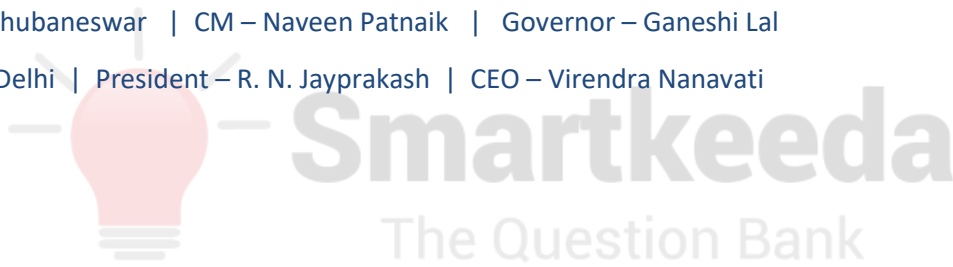 hubaneswar | CM – Naveen Patnaik | Governor – Ganeshi Lal
Delhi | President – R. N. Jayprakash | CEO – Virendra Nanavati
Smartkeeda
The Question Bank